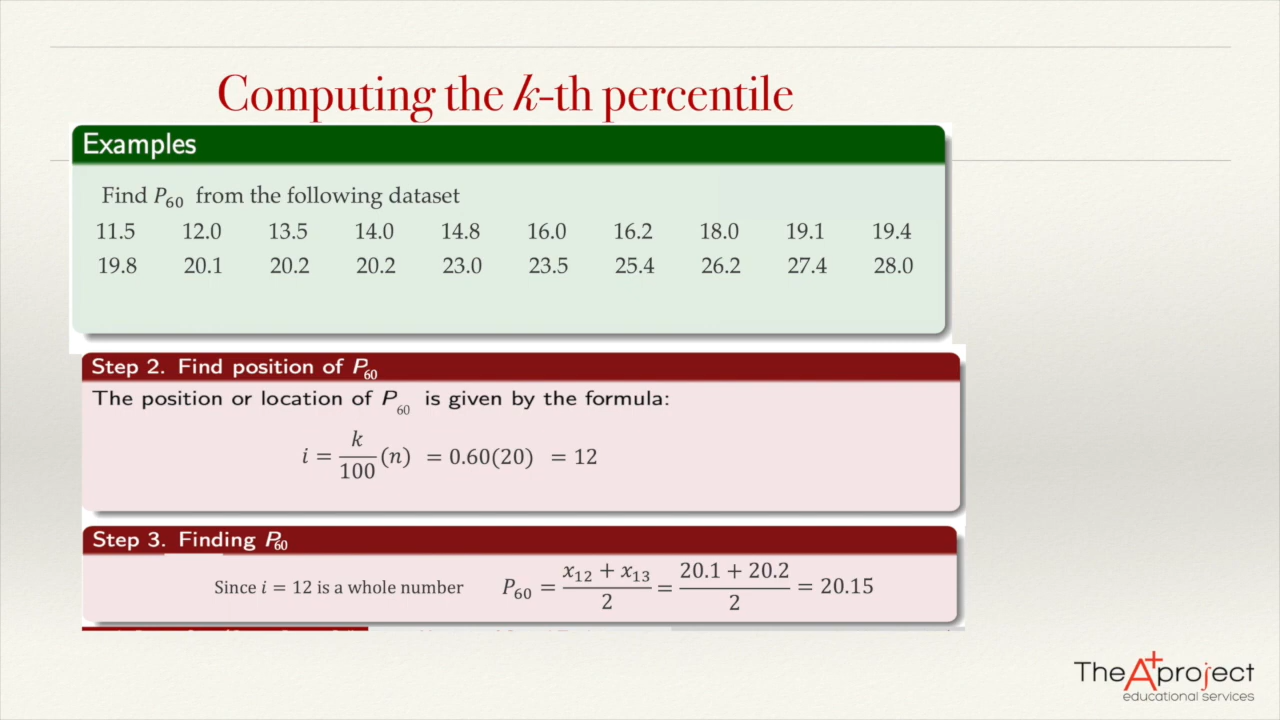 Computing the k-th percentile
Examples
Find P₆₀ from the following dataset
11.5 12.0 13.5 14.0 14.8 16.0 16.2 18.0 19.1 19.4
19.8 20.1 20.2 20.2 23.0 23.5 25.4 26.2 27.4 28.0
Step 2. Find position of P₆₀
The position or location of P₆₀ is given by the formula:
i = k/100 (n) = 0.60(20) = 12
Step 3. Finding P₆₀
Since i = 12 is a whole number P₆₀ = (x₁₂ + x₁₃)/2 = (20.1 + 20.2)/2 = 20.15
The A+ project
educational services